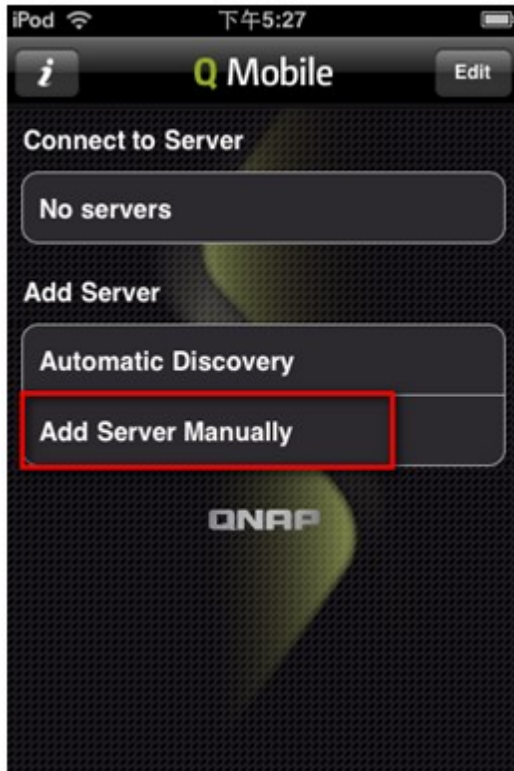 iPod 下午5:27
i Q Mobile Edit
Connect to Server
No servers
Add Server
Automatic Discovery
Add Server Manually
QNAP